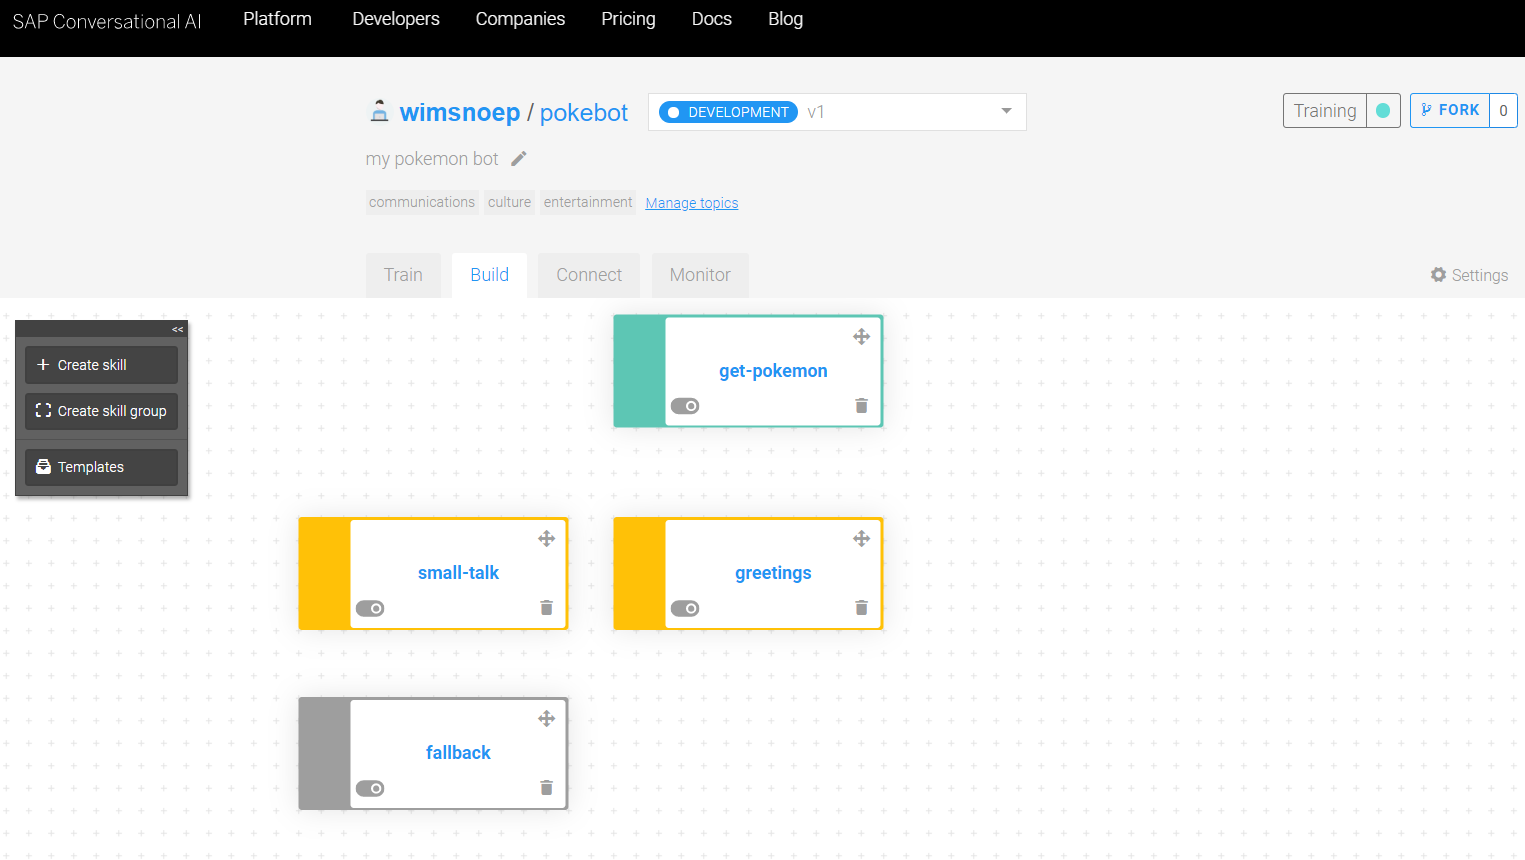 SAP Conversational AI Platform Developers Companies Pricing Docs Blog
wimsnoep / pokebot DEVELOPMENT v1 Training FORK 0
my pokemon bot
communications culture entertainment Manage topics
Train Build Connect Monitor Settings
<<
Create skill
Create skill group
Templates
get-pokemon
small-talk greetings
fallback